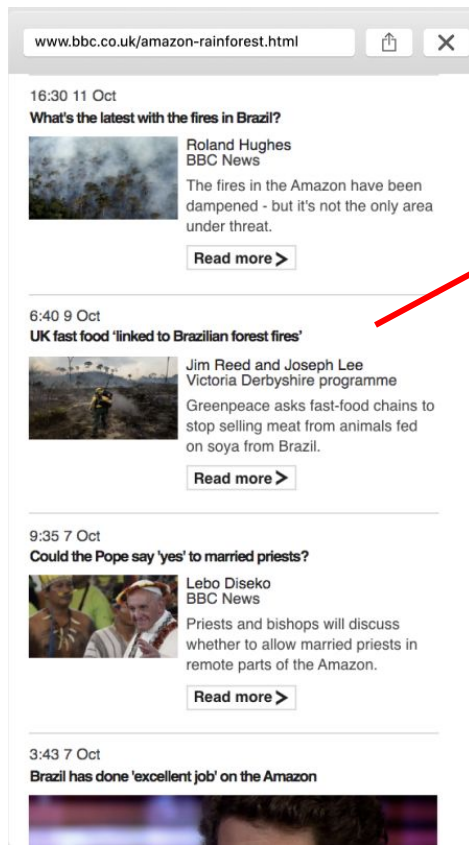 www.bbc.co.uk/amazon-rainforest.html
16:30 11 Oct
What's the latest with the fires in Brazil?
Roland Hughes
BBC News
The fires in the Amazon have been
dampened - but it's not the only area
under threat.
Read more >
6:40 9 Oct
UK fast food ‘linked to Brazilian forest fires’
Jim Reed and Joseph Lee
Victoria Derbyshire programme
Greenpeace asks fast-food chains to
stop selling meat from animals fed
on soya from Brazil.
Read more >
9:35 7 Oct
Could the Pope say 'yes' to married priests?
Lebo Diseko
BBC News
Priests and bishops will discuss
whether to allow married priests in
remote parts of the Amazon.
Read more >
3:43 7 Oct
Brazil has done 'excellent job' on the Amazon